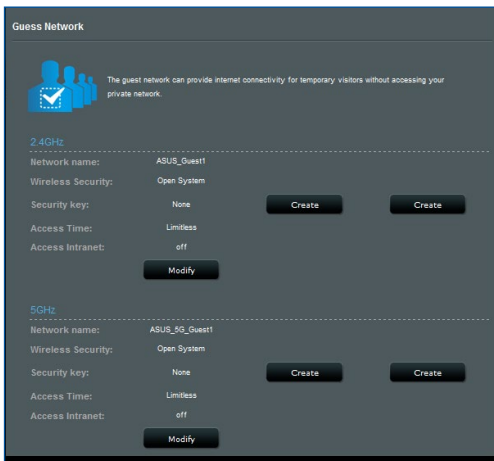 Guess Network
The guest network can provide internet connectivity for temporary visitors without accessing your
private network.
2.4GHz
Network name: ASUS_Guest1
Wireless Security: Open System
Security key: None Create Create
Access Time: Limitless
Access Intranet: off
Modify
5GHz
Network name: ASUS_5G_Guest1
Wireless Security: Open System
Security key: None Create Create
Access Time: Limitless
Access Intranet: off
Modify